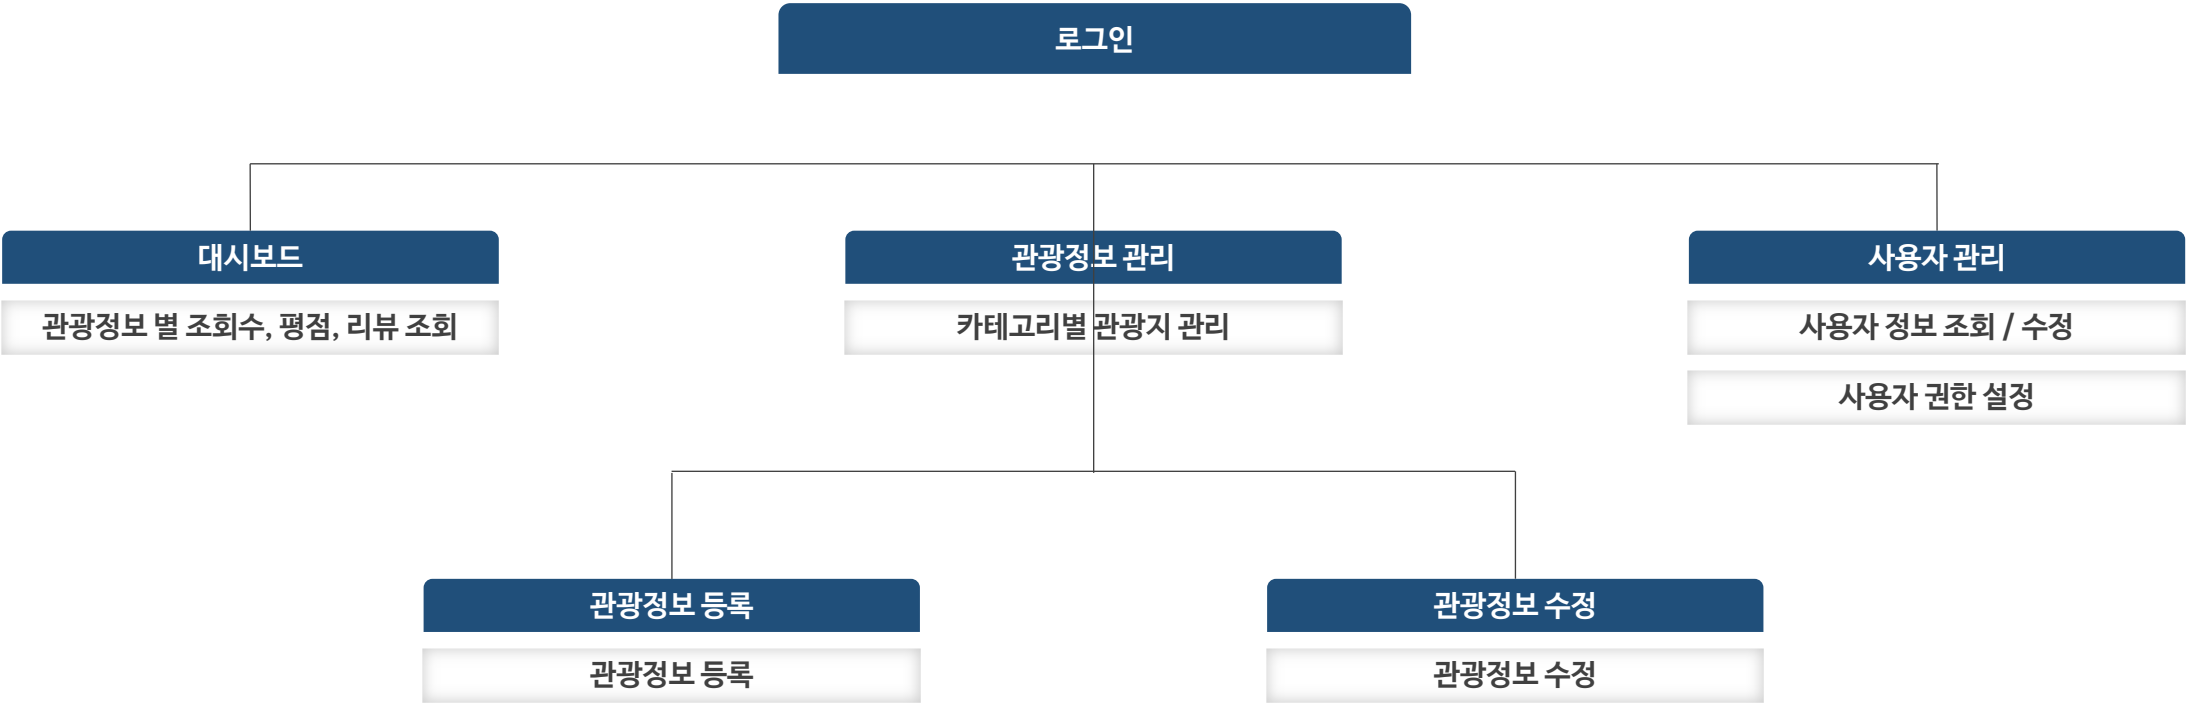 로그인
대시보드
관광정보 관리
사용자 관리
관광정보 별 조회수, 평점, 리뷰 조회
카테고리별 관광지 관리
사용자 정보 조회 / 수정
사용자 권한 설정
관광정보 등록
관광정보 수정
관광정보 등록
관광정보 수정